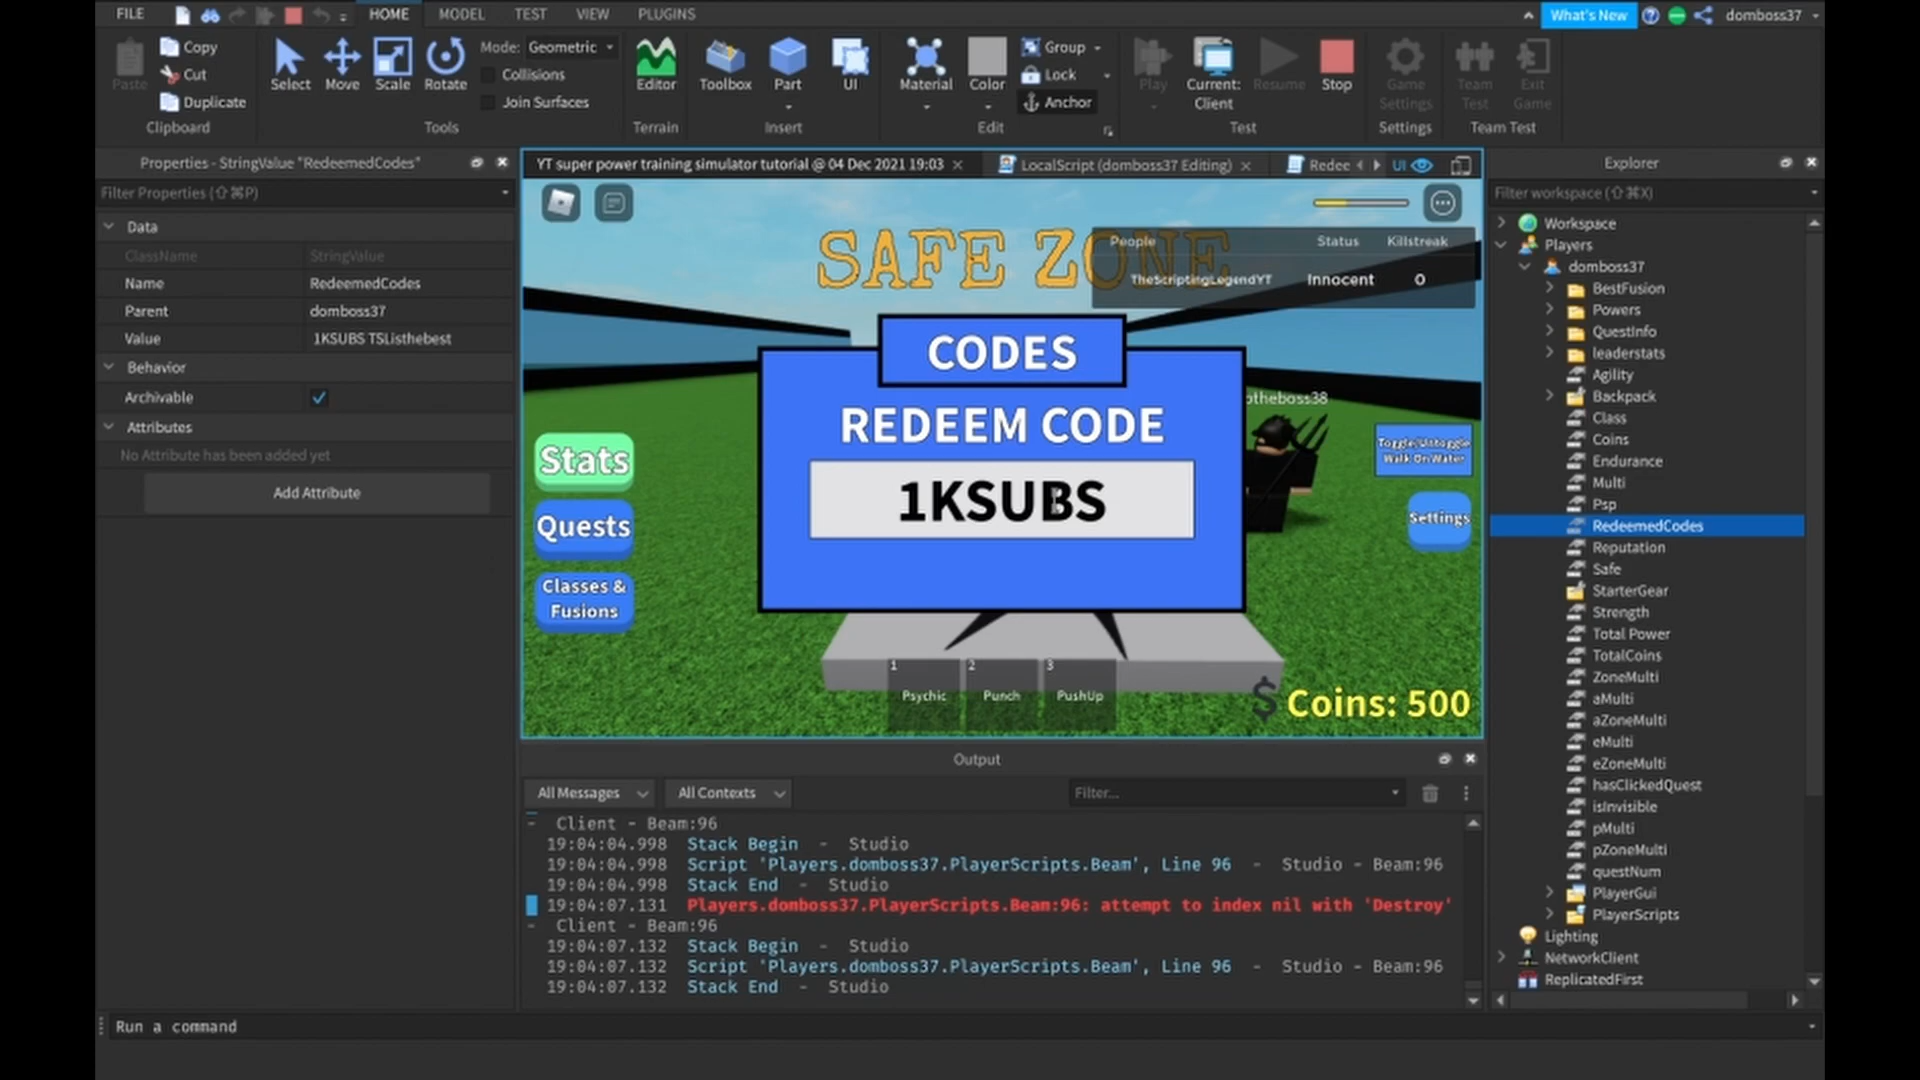 FILE
HOME
MODEL
TEST
VIEW
PLUGINS
What's New
domboss37
Paste
Copy
Cut
Duplicate
Clipboard
Select
Move
Scale
Rotate
Mode: Geometric
Collisions
Join Surfaces
Tools
Editor
Terrain
Toolbox
Part
UI
Insert
Material
Color
Group
Lock
Anchor
Edit
Play
Current: Client
Resume
Stop
Test
Game Settings
Settings
Team Test
Exit Game
Team Test
Properties - StringValue "RedeemedCodes"
Filter Properties (⇧⌘P)
Data
ClassName StringValue
Name RedeemedCodes
Parent domboss37
Value 1KSUBS TSListhebest
Behavior
Archivable
Attributes
No Attribute has been added yet
Add Attribute
YT super power training simulator tutorial @ 04 Dec 2021 19:03
LocalScript (domboss37 Editing)
Redee
UI
SAFE ZONE
People Status Killstreak
TheScriptingLegendYT Innocent 0
CODES
REDEEM CODE
1KSUBS
otheboss38
Stats
Quests
Classes &
Fusions
Toggle/Untoggle
Walk On Water
Settings
1 Psychic
2 Punch
3 PushUp
$ Coins: 500
Output
All Messages
All Contexts
Filter...
- Client - Beam:96
19:04:04.998 Stack Begin - Studio
19:04:04.998 Script 'Players.domboss37.PlayerScripts.Beam', Line 96 - Studio - Beam:96
19:04:04.998 Stack End - Studio
19:04:07.131 Players.domboss37.PlayerScripts.Beam:96: attempt to index nil with 'Destroy'
- Client - Beam:96
19:04:07.132 Stack Begin - Studio
19:04:07.132 Script 'Players.domboss37.PlayerScripts.Beam', Line 96 - Studio - Beam:96
19:04:07.132 Stack End - Studio
Run a command
Explorer
Filter workspace (⇧⌘X)
Workspace
Players
domboss37
BestFusion
Powers
QuestInfo
leaderstats
Agility
Backpack
Class
Coins
Endurance
Multi
Psp
RedeemedCodes
Reputation
Safe
StarterGear
Strength
Total Power
TotalCoins
ZoneMulti
aMulti
aZoneMulti
eMulti
eZoneMulti
hasClickedQuest
isInvisible
pMulti
pZoneMulti
questNum
PlayerGui
PlayerScripts
Lighting
NetworkClient
ReplicatedFirst